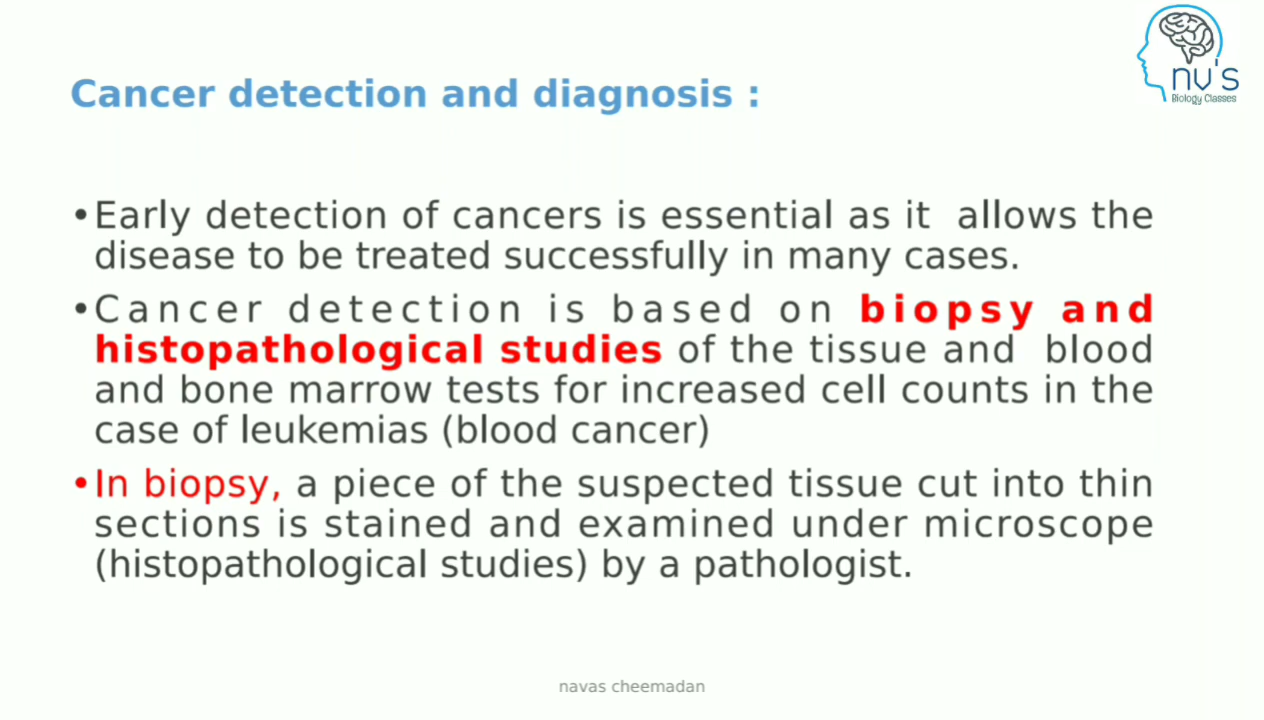 nv's
Biology Classes
Cancer detection and diagnosis :
•Early detection of cancers is essential as it allows the
disease to be treated successfully in many cases.
•Cancer detection is based on biopsy and
histopathological studies of the tissue and blood
and bone marrow tests for increased cell counts in the
case of leukemias (blood cancer)
•In biopsy, a piece of the suspected tissue cut into thin
sections is stained and examined under microscope
(histopathological studies) by a pathologist.
navas cheemadan